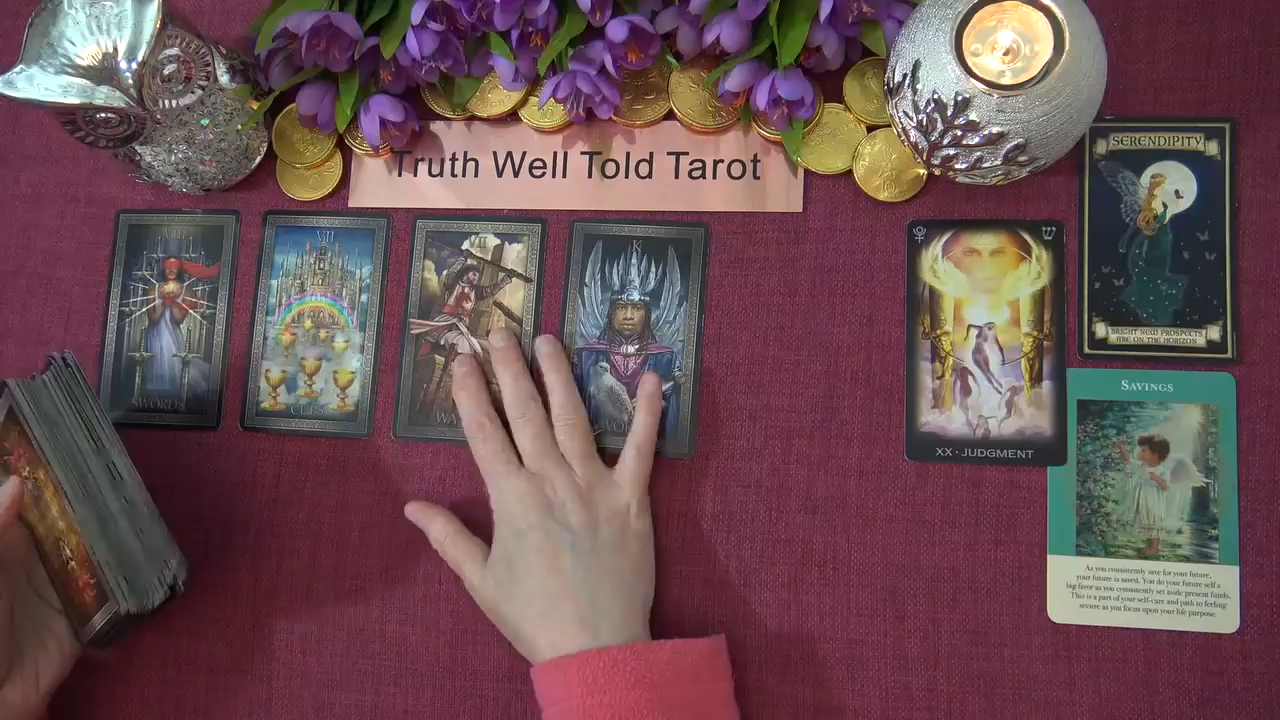 Truth Well Told Tarot
SERENDIPITY
BRIGHT NEW PROSPECTS
ARE ON THE HORIZON
VII
K
SWORDS
CUPS
XX · JUDGMENT
SAVINGS
As you consistently save for your future,
your future is saved. You do your future self a
big favor as you consistently set aside present funds.
This is a part of your self-care and path to feeling
secure as you focus upon your life purpose.